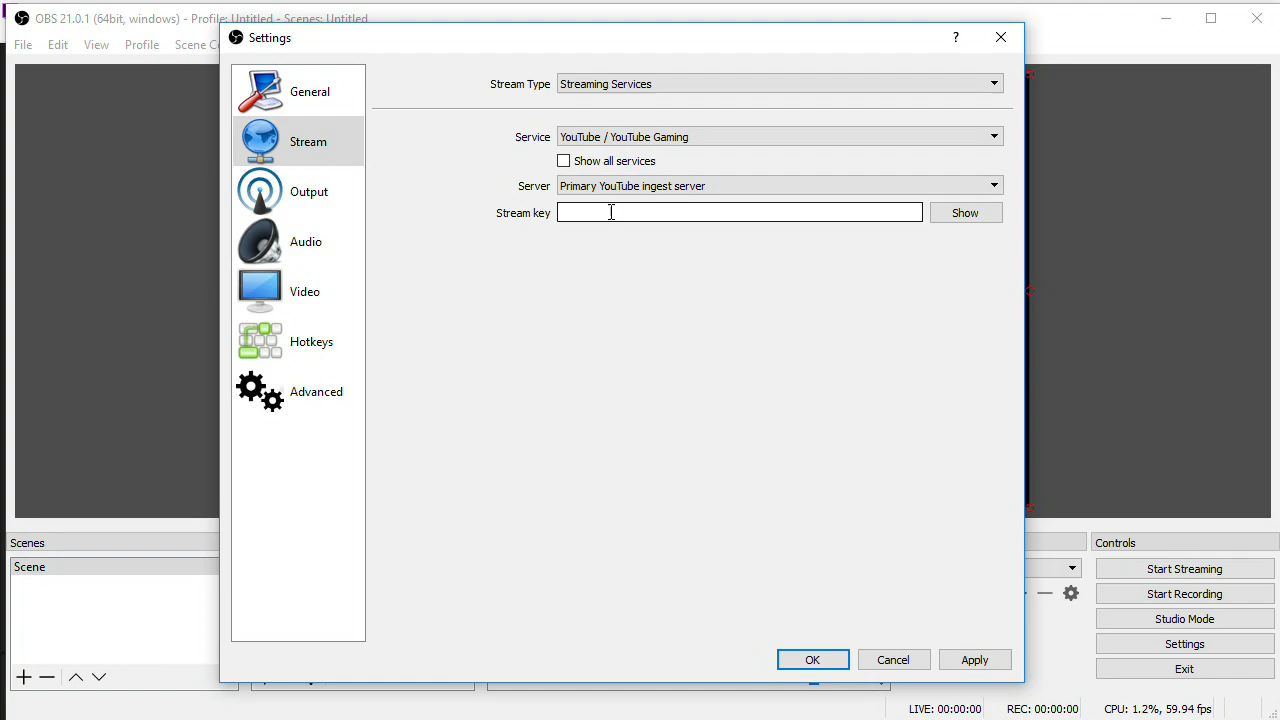 OBS 21.0.1 (64bit, windows) - Profile: Untitled - Scenes: Untitled
File Edit View Profile Scene Co
Settings
?
General
Stream
Output
Audio
Video
Hotkeys
Advanced
Stream Type Streaming Services
Service YouTube / YouTube Gaming
Show all services
Server Primary YouTube ingest server
Stream key Show
OK Cancel Apply
Scenes
Scene
Controls
Start Streaming
Start Recording
Studio Mode
Settings
Exit
LIVE: 00:00:00 REC: 00:00:00 CPU: 1.2%, 59.94 fps